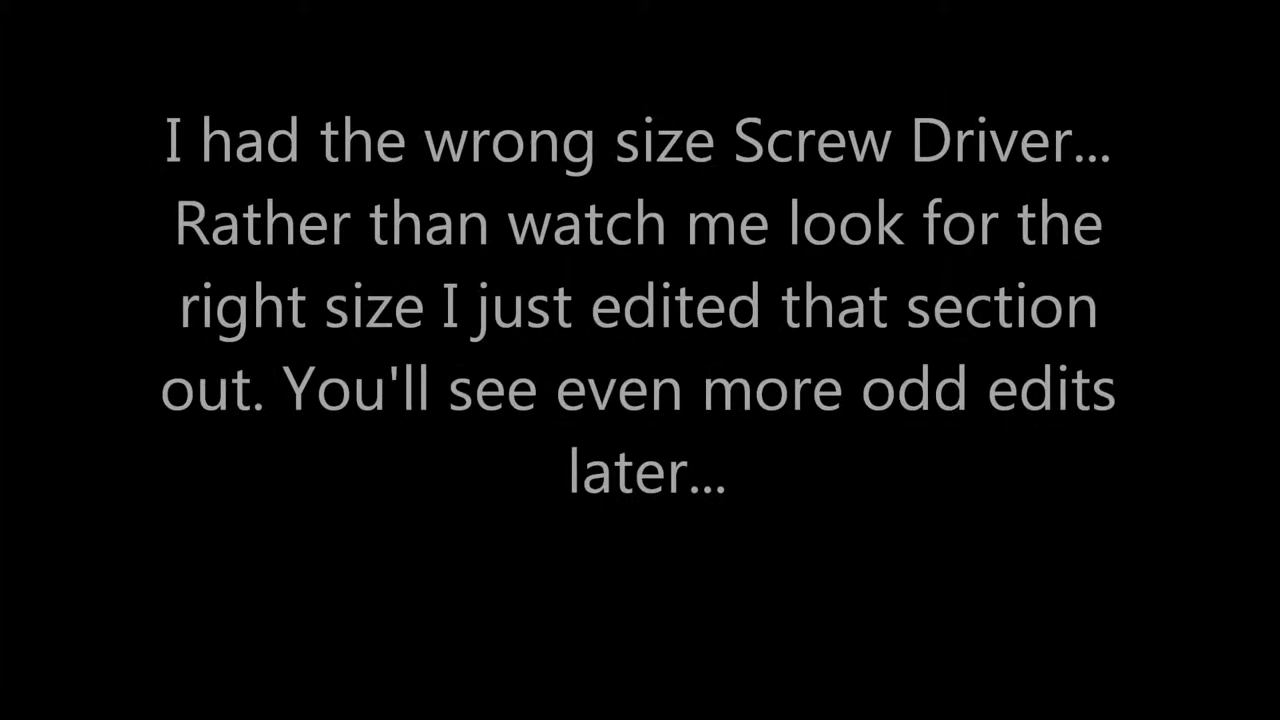 I had the wrong size Screw Driver...
Rather than watch me look for the
right size I just edited that section
out. You'll see even more odd edits
later...